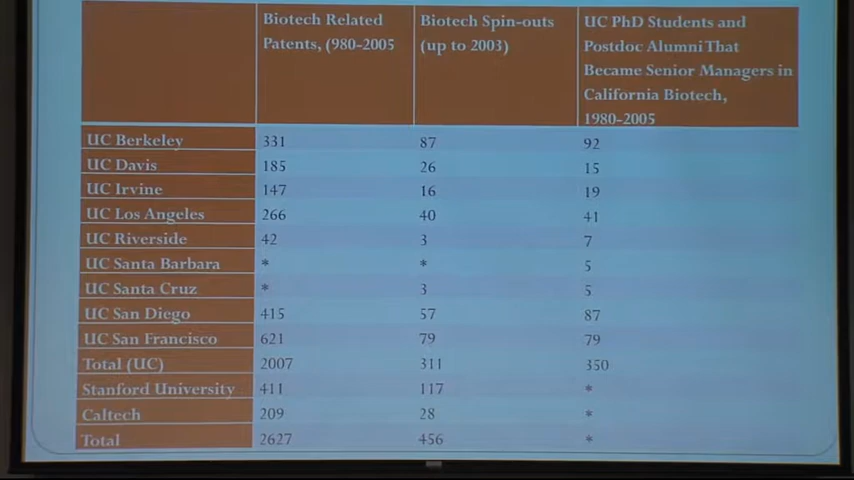 Biotech Related Patents, (980-2005 Biotech Spin-outs (up to 2003) UC PhD Students and Postdoc Alumni That Became Senior Managers in California Biotech, 1980-2005
UC Berkeley 331 87 92
UC Davis 185 26 15
UC Irvine 147 16 19
UC Los Angeles 266 40 41
UC Riverside 42 3 7
UC Santa Barbara * * 5
UC Santa Cruz * 3 5
UC San Diego 415 57 87
UC San Francisco 621 79 79
Total (UC) 2007 311 350
Stanford University 411 117 *
Caltech 209 28 *
Total 2627 456 *